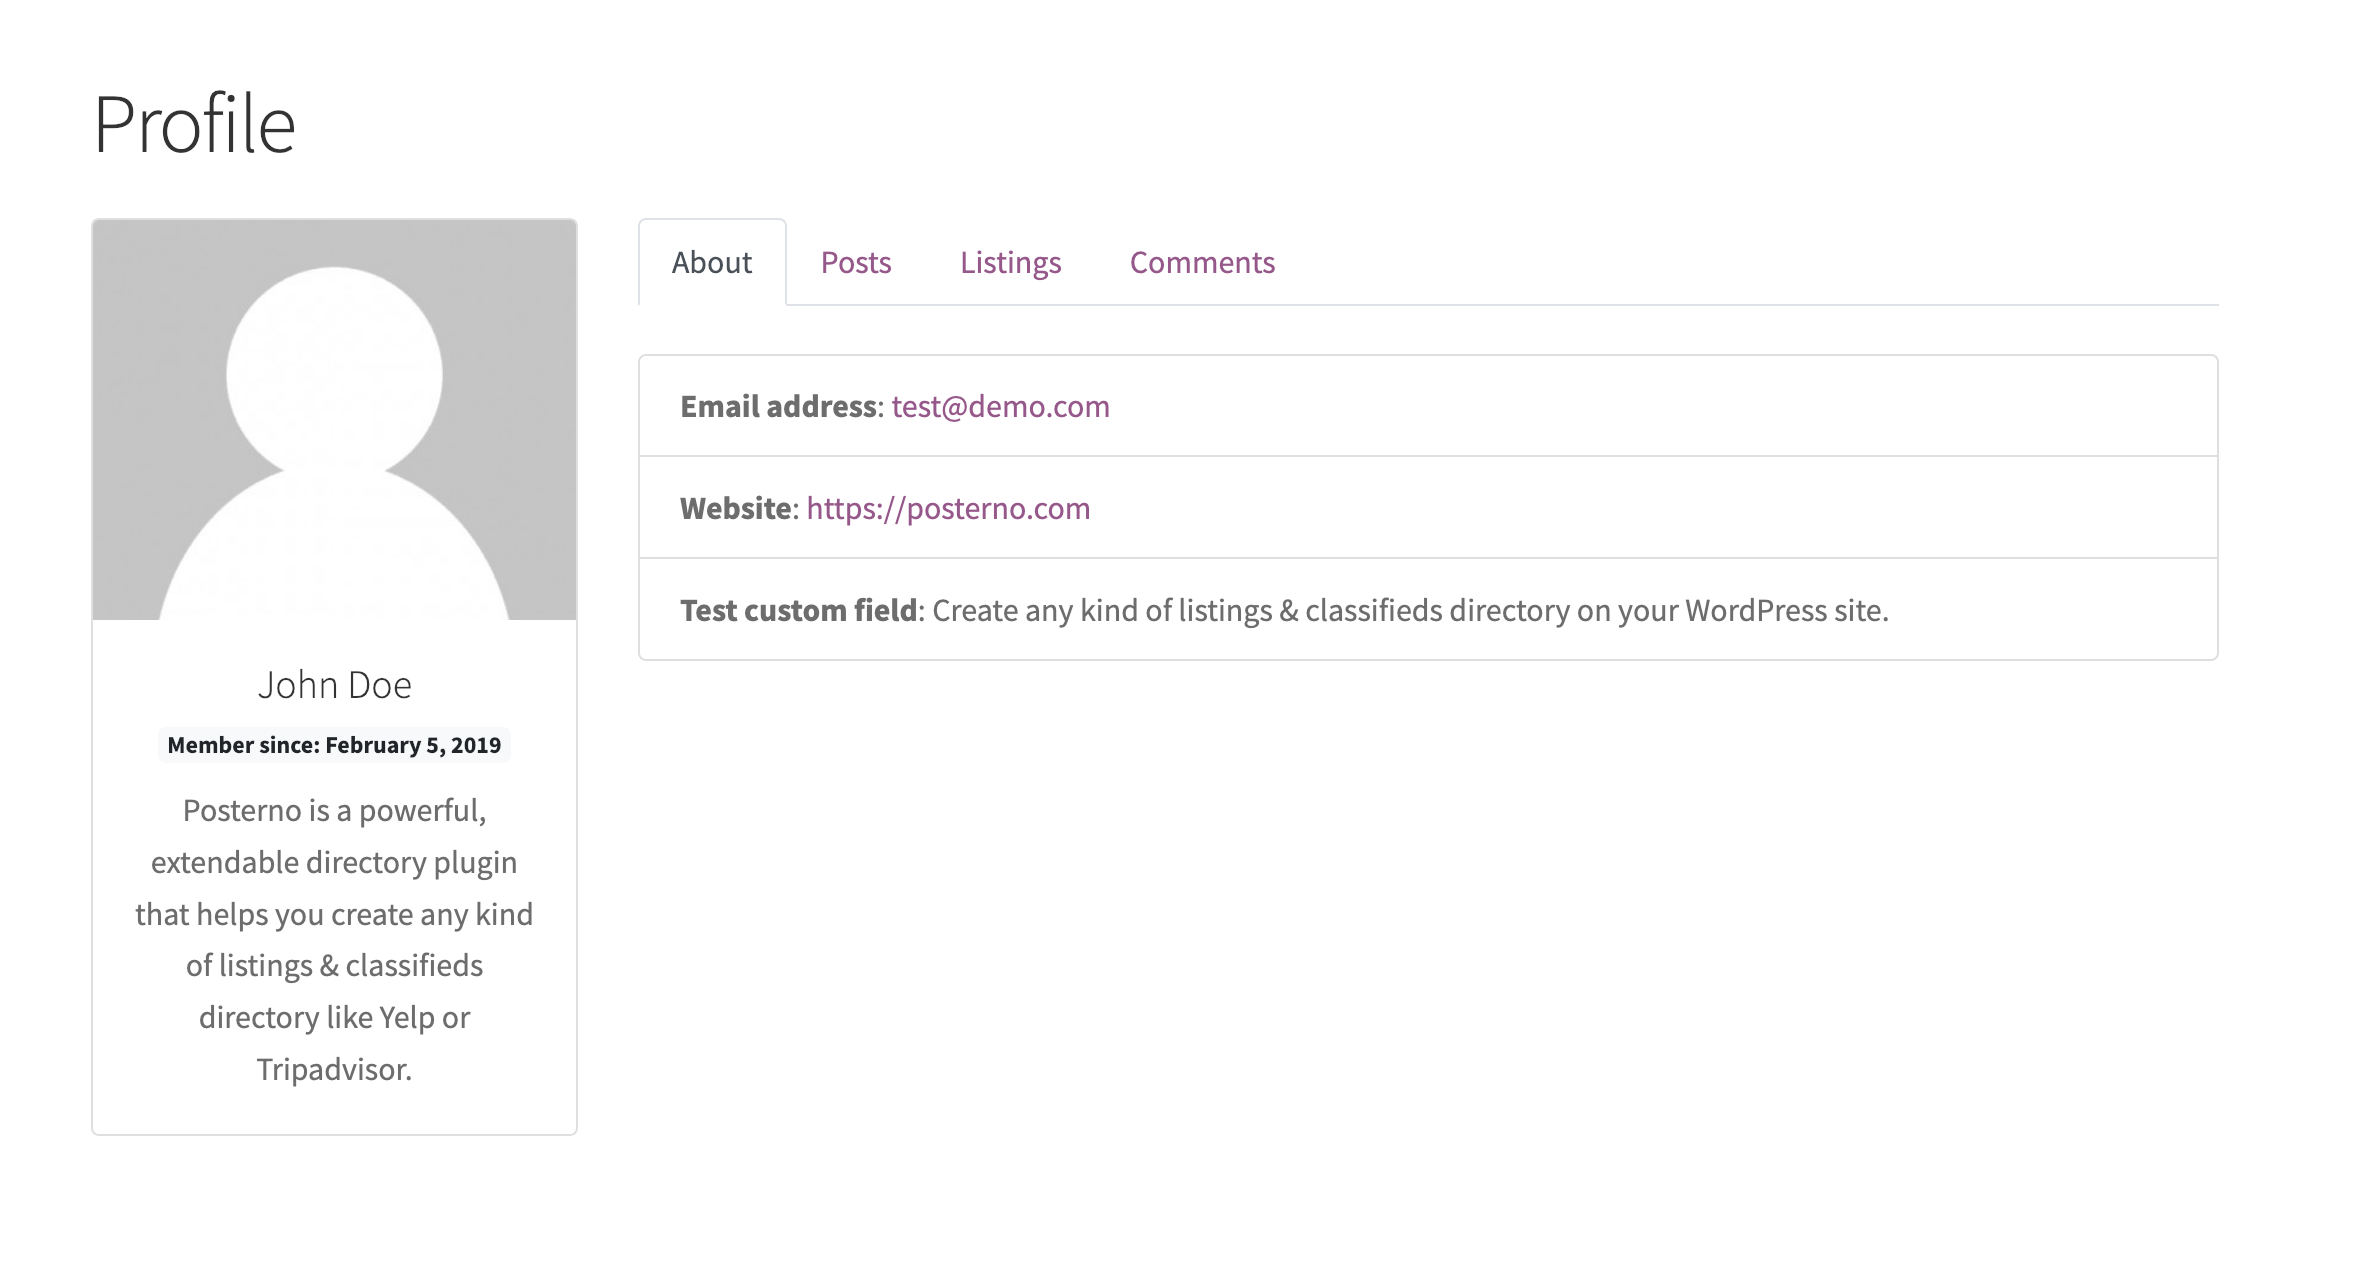 Profile
John Doe
Member since: February 5, 2019
Posterno is a powerful,
extendable directory plugin
that helps you create any kind
of listings & classifieds
directory like Yelp or
Tripadvisor.
About Posts Listings Comments
Email address: test@demo.com
Website: https://posterno.com
Test custom field: Create any kind of listings & classifieds directory on your WordPress site.